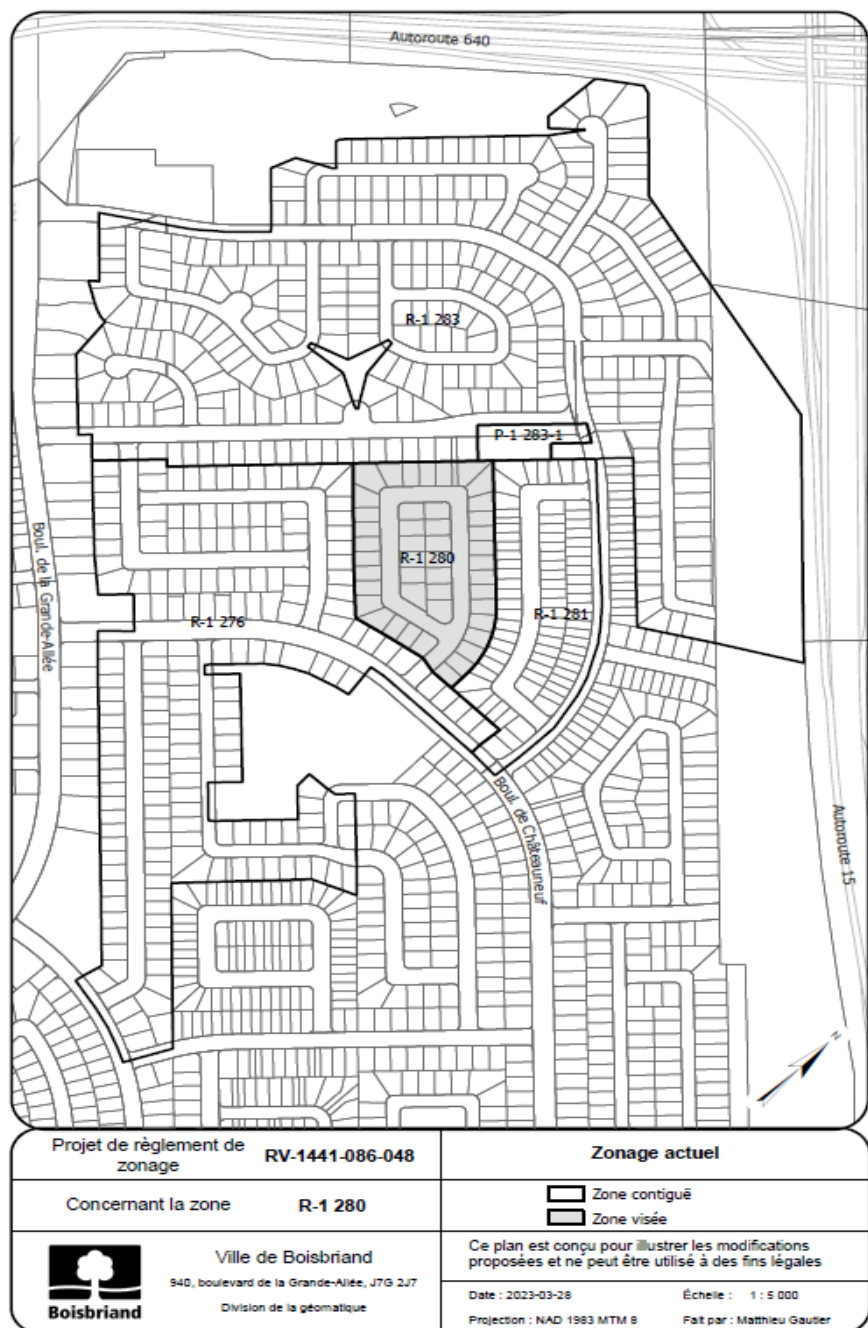 Autoroute 640
R-1 283
P-1 283-1
Boul. de la Grande-Allée
R-1 280
R-1 276
R-1 281
Boul. de Châteauneuf
Autoroute 15
N
Projet de règlement de
zonage
RV-1441-086-048
Zonage actuel
Concernant la zone
R-1 280
Zone contiguë
Zone visée
Ville de Boisbriand
940, boulevard de la Grande-Allée, J7G 2J7
Division de la géomatique
Boisbriand
Ce plan est conçu pour illustrer les modifications
proposées et ne peut être utilisé à des fins légales
Date : 2023-03-28
Échelle : 1 : 5 000
Projection : NAD 1983 MTM 8
Fait par : Matthieu Gautier